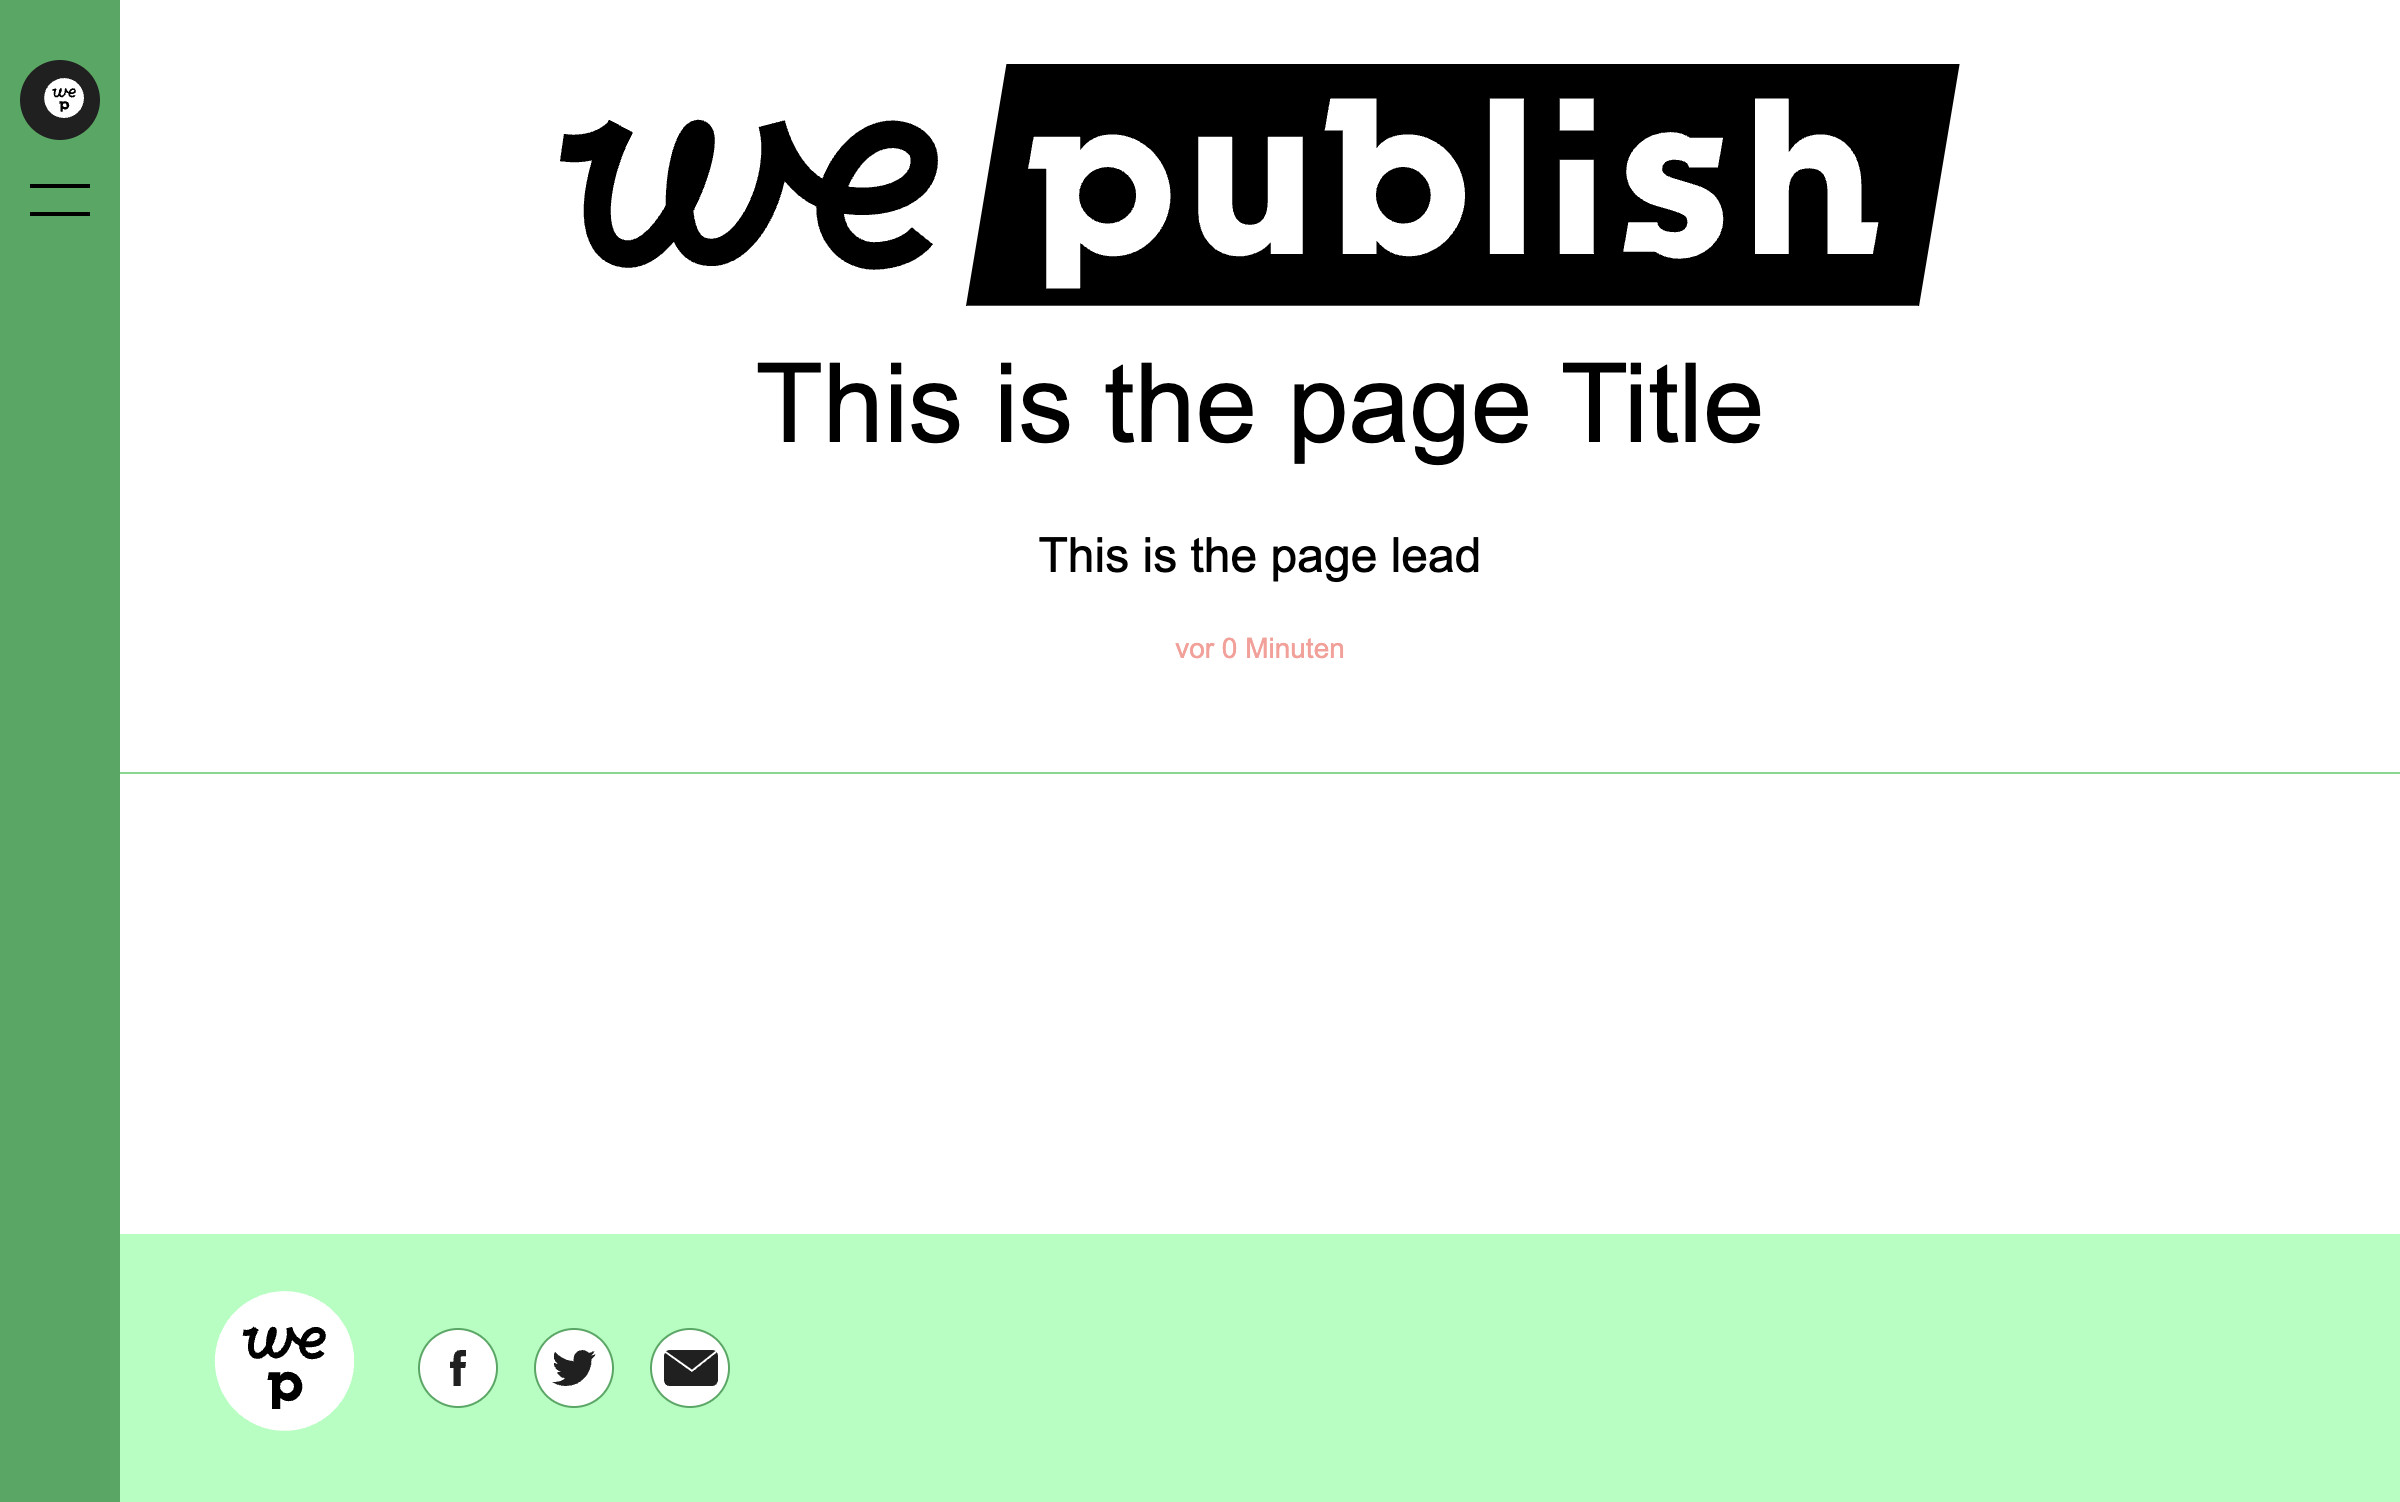 we
p
we publish
This is the page Title
This is the page lead
vor 0 Minuten
we
p
f